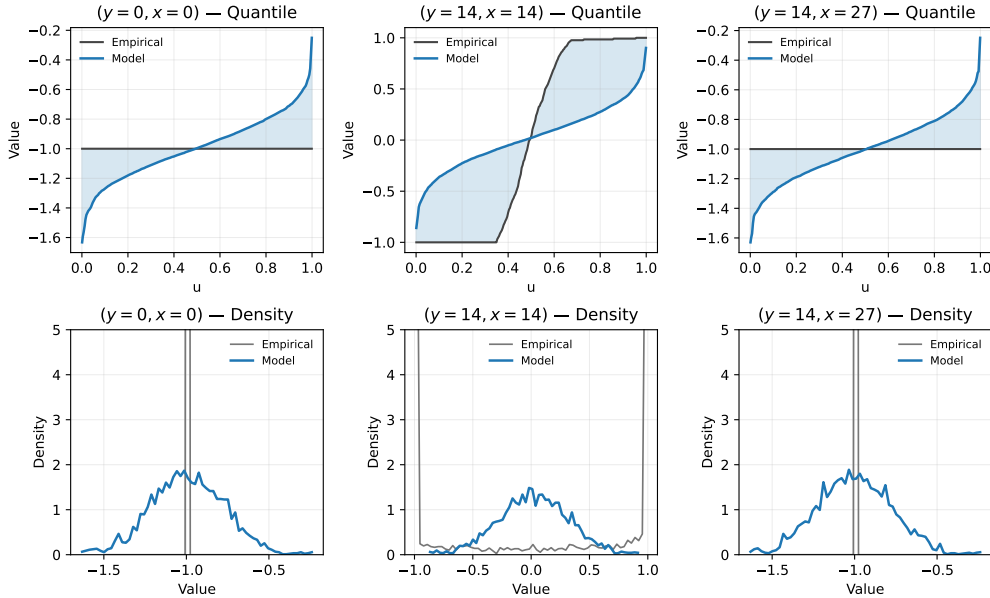 (y = 0, x = 0) — Quantile
(y = 14, x = 14) — Quantile
(y = 14, x = 27) — Quantile
Empirical
Model
Empirical
Model
Empirical
Model
−0.2
−0.4
−0.6
−0.8
−1.0
−1.2
−1.4
−1.6
Value
0.0 0.2 0.4 0.6 0.8 1.0
u
1.0
0.5
0.0
−0.5
−1.0
Value
0.0 0.2 0.4 0.6 0.8 1.0
u
−0.2
−0.4
−0.6
−0.8
−1.0
−1.2
−1.4
−1.6
Value
0.0 0.2 0.4 0.6 0.8 1.0
u
(y = 0, x = 0) — Density
(y = 14, x = 14) — Density
(y = 14, x = 27) — Density
Empirical
Model
Empirical
Model
Empirical
Model
5
4
3
2
1
0
Density
−1.5 −1.0 −0.5
Value
5
4
3
2
1
0
Density
−1.0 −0.5 0.0 0.5 1.0
Value
5
4
3
2
1
0
Density
−1.5 −1.0 −0.5
Value